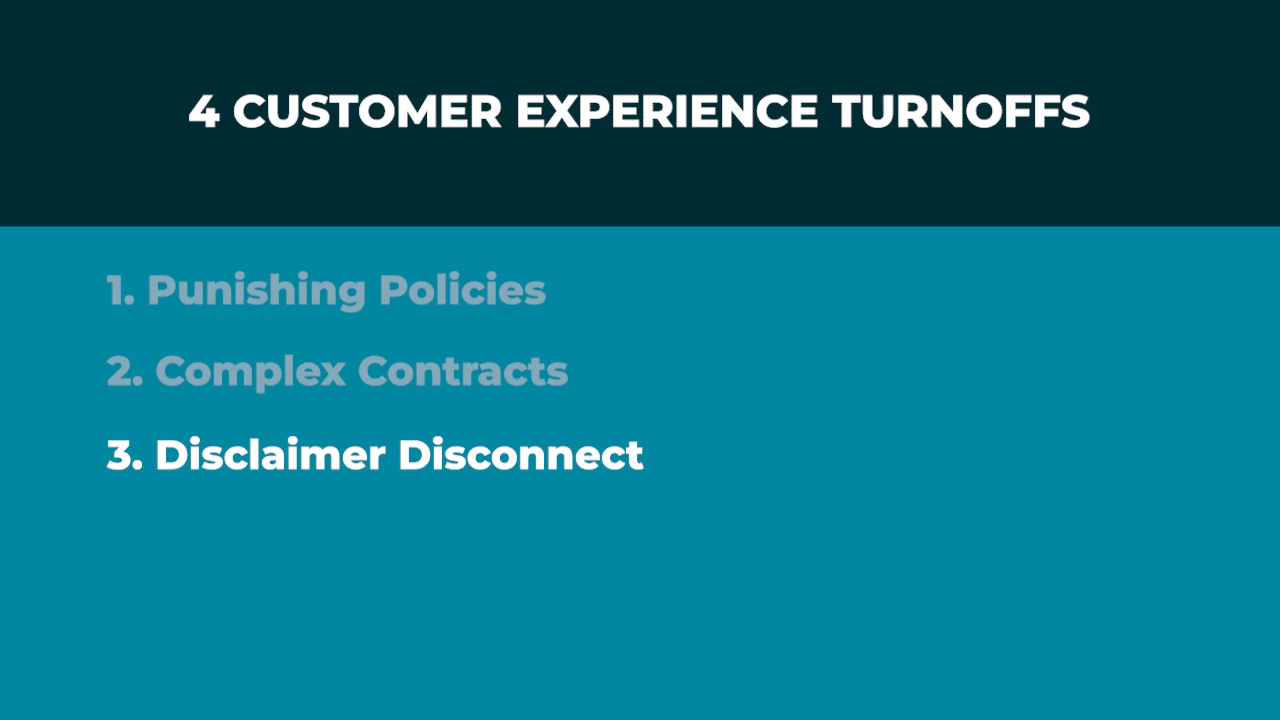 4 CUSTOMER EXPERIENCE TURNOFFS
1. Punishing Policies
2. Complex Contracts
3. Disclaimer Disconnect